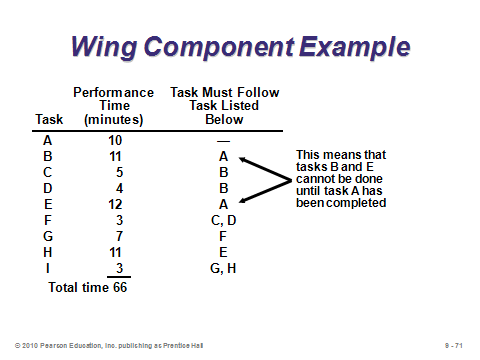 Wing Component Example
Performance Task Must Follow
Time Task Listed
Task (minutes) Below
A 10 —
B 11 A
C 5 B
D 4 B
E 12 A
F 3 C, D
G 7 F
H 11 E
I 3 G, H
Total time 66
This means that
tasks B and E
cannot be done
until task A has
been completed
© 2010 Pearson Education, Inc. publishing as Prentice Hall
9 - 71